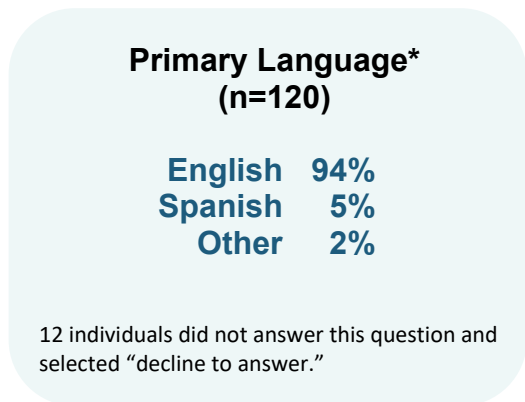 Primary Language*
(n=120)
English 94%
Spanish 5%
Other 2%
12 individuals did not answer this question and
selected “decline to answer.”